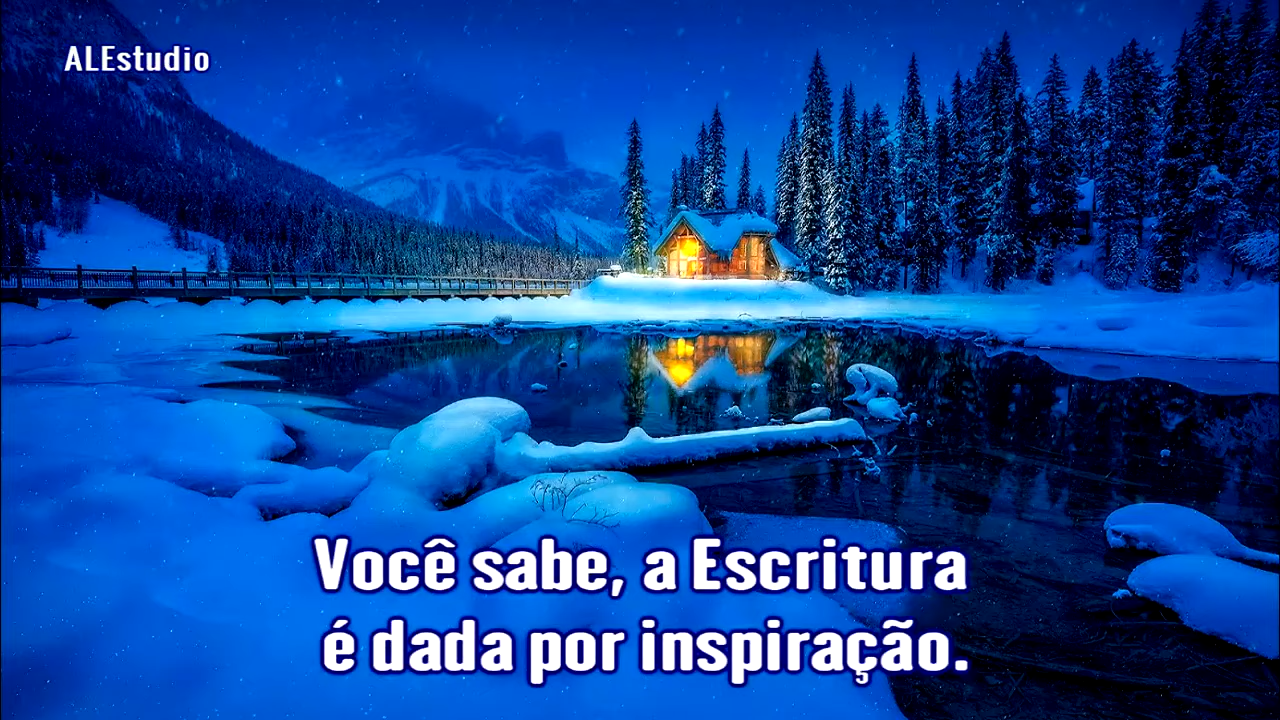 ALEstudio
Você sabe, a Escritura
é dada por inspiração.